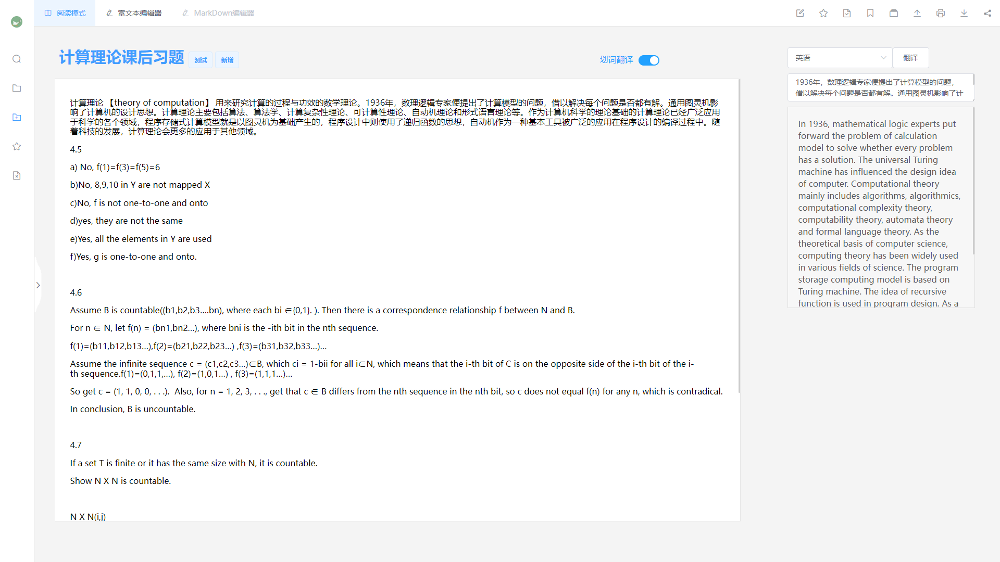 阅读模式
富文本编辑器
MarkDown编辑器
计算理论课后习题
测试
新增
划词翻译
计算理论 【theory of computation】 用来研究计算的过程与功效的数学理论。1936年，数理逻辑专家便提出了计算模型的问题，借以解决每个问题是否都有解。通用图灵机影
响了计算机的设计思想。计算理论主要包括算法、算法学、计算复杂性理论、可计算性理论、自动机理论和形式语言理论等。作为计算机科学的理论基础的计算理论已经广泛应用
于科学的各个领域，程序存储式计算模型就是以图灵机为基础产生的，程序设计中则使用了递归函数的思想，自动机作为一种基本工具被广泛的应用在程序设计的编译过程中。随
着科技的发展，计算理论会更多的应用于其他领域。
4.5
a) No, f(1)=f(3)=f(5)=6
b)No, 8,9,10 in Y are not mapped X
c)No, f is not one-to-one and onto
d)yes, they are not the same
e)Yes, all the elements in Y are used
f)Yes, g is one-to-one and onto.
4.6
Assume B is countable((b1,b2,b3....bn), where each bi ∈{0,1}. ). Then there is a correspondence relationship f between N and B.
For n ∈ N, let f(n) = (bn1,bn2...), where bni is the -ith bit in the nth sequence.
f(1)=(b11,b12,b13...),f(2)=(b21,b22,b23...) ,f(3)=(b31,b32,b33...)...
Assume the infinite sequence c = (c1,c2,c3...)∈B, which ci = 1-bii for all i∈N, which means that the i-th bit of C is on the opposite side of the i-th bit of the i-
th sequence.f(1)=(0,1,1,...), f(2)=(1,0,1...) , f(3)=(1,1,1...)...
So get c = (1, 1, 0, 0, . . .).  Also, for n = 1, 2, 3, . . ., get that c ∈ B differs from the nth sequence in the nth bit, so c does not equal f(n) for any n, which is contradical.
In conclusion, B is uncountable.
4.7
If a set T is finite or it has the same size with N, it is countable.
Show N X N is countable.
N X N(i,j)
英语
翻译
1936年，数理逻辑专家便提出了计算模型的问题，
借以解决每个问题是否都有解。通用图灵机影响了计
In 1936, mathematical logic experts put
forward the problem of calculation
model to solve whether every problem
has a solution. The universal Turing
machine has influenced the design idea
of computer. Computational theory
mainly includes algorithms, algorithmics,
computational complexity theory,
computability theory, automata theory
and formal language theory. As the
theoretical basis of computer science,
computing theory has been widely used
in various fields of science. The program
storage computing model is based on
Turing machine. The idea of recursive
function is used in program design. As a